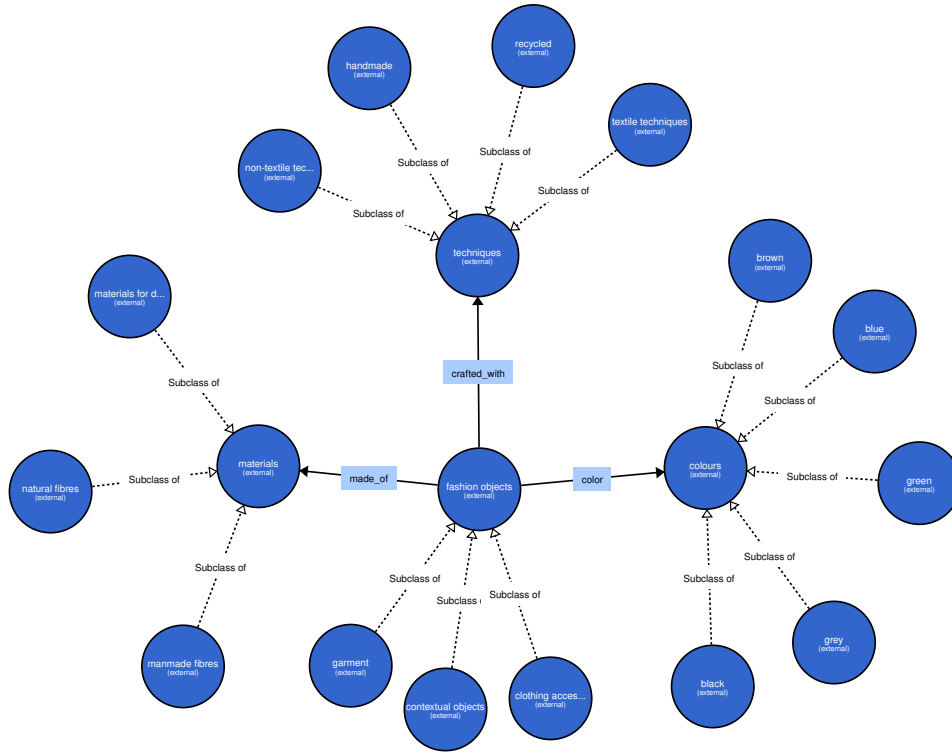 recycled
(external)
handmade
(external)
textile techniques
(external)
non-textile tec...
(external)
Subclass of
Subclass of
Subclass of
Subclass of
techniques
(external)
brown
(external)
materials for d...
(external)
blue
(external)
Subclass of
Subclass of
Subclass of
crafted_with
materials
(external)
colours
(external)
made_of
fashion objects
(external)
color
natural fibres
(external)
Subclass of
Subclass of
green
(external)
Subclass of
Subclass of
Subclass of
Subclass of
Subclass of
Subclass
Subclass of
manmade fibres
(external)
garment
(external)
contextual objects
(external)
clothing acces...
(external)
black
(external)
grey
(external)